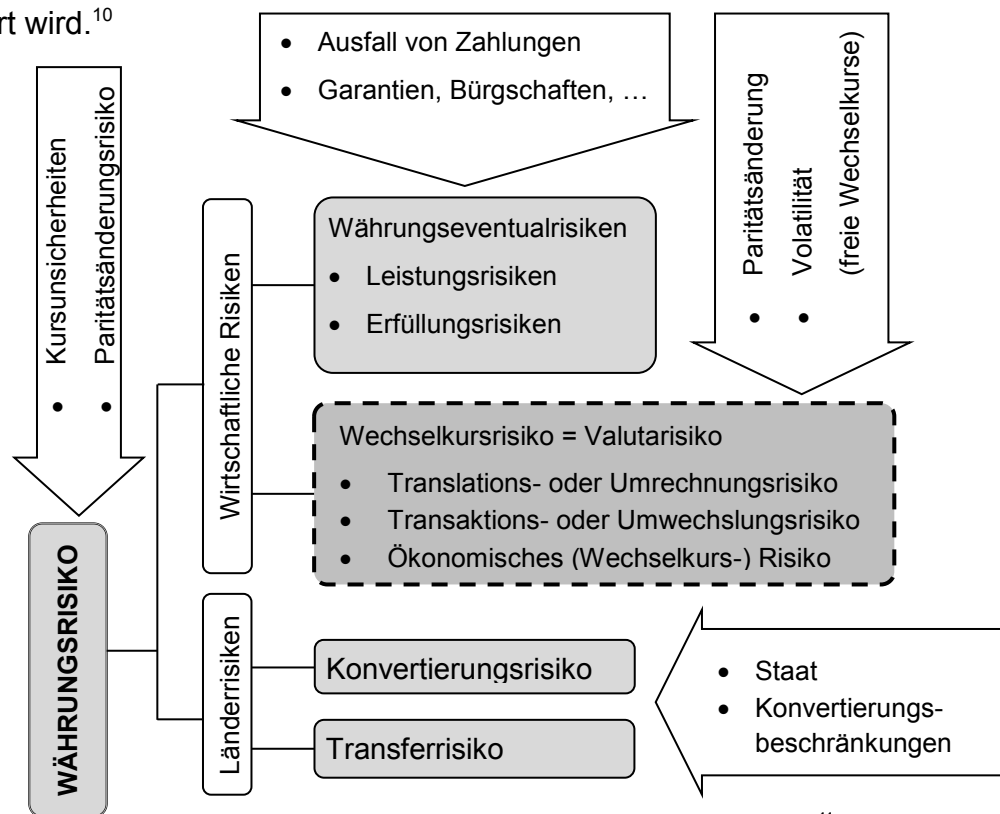 rt wird.¹⁰
• Ausfall von Zahlungen
• Garantien, Bürgschaften, …
• Kursunsicherheiten
• Paritätsänderungsrisiko
• Paritätsänderung
• Volatilität
(freie Wechselkurse)
Wirtschaftliche Risiken
Währungseventualrisiken
• Leistungsrisiken
• Erfüllungsrisiken
Wechselkursrisiko = Valutarisiko
• Translations- oder Umrechnungsrisiko
• Transaktions- oder Umwechslungsrisiko
• Ökonomisches (Wechselkurs-) Risiko
WÄHRUNGSRISIKO
Länderrisiken
Konvertierungsrisiko
Transferrisiko
• Staat
• Konvertierungs-
beschränkungen